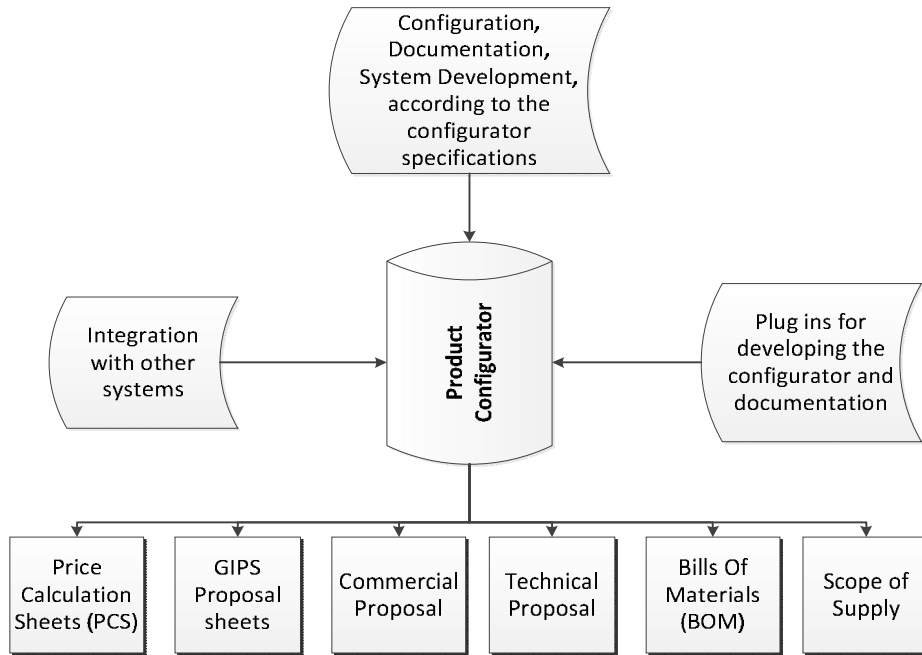 Configuration,
Documentation,
System Development,
according to the
configurator
specifications
Integration
with other
systems
Product
Configurator
Plug ins for
developing the
configurator and
documentation
Price
Calculation
Sheets (PCS)
GIPS
Proposal
sheets
Commercial
Proposal
Technical
Proposal
Bills Of
Materials
(BOM)
Scope of
Supply